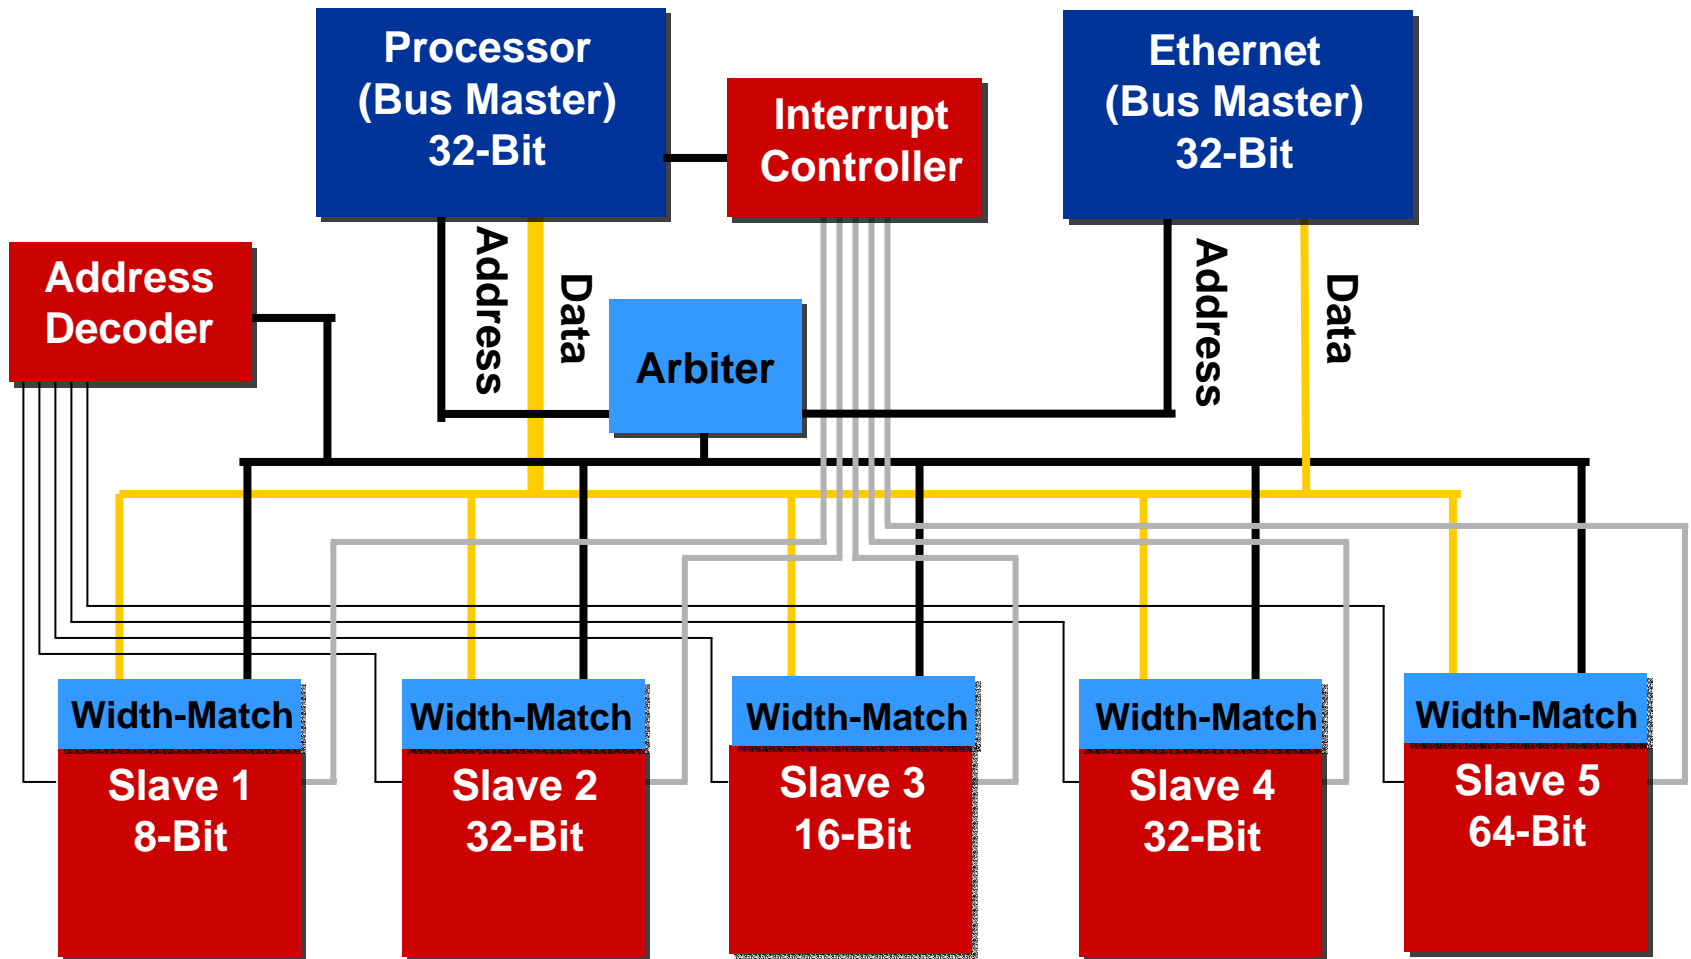 Processor
(Bus Master)
32-Bit
Interrupt
Controller
Ethernet
(Bus Master)
32-Bit
Address
Decoder
Address
Data
Arbiter
Address
Data
Width-Match
Slave 1
8-Bit
Width-Match
Slave 2
32-Bit
Width-Match
Slave 3
16-Bit
Width-Match
Slave 4
32-Bit
Width-Match
Slave 5
64-Bit